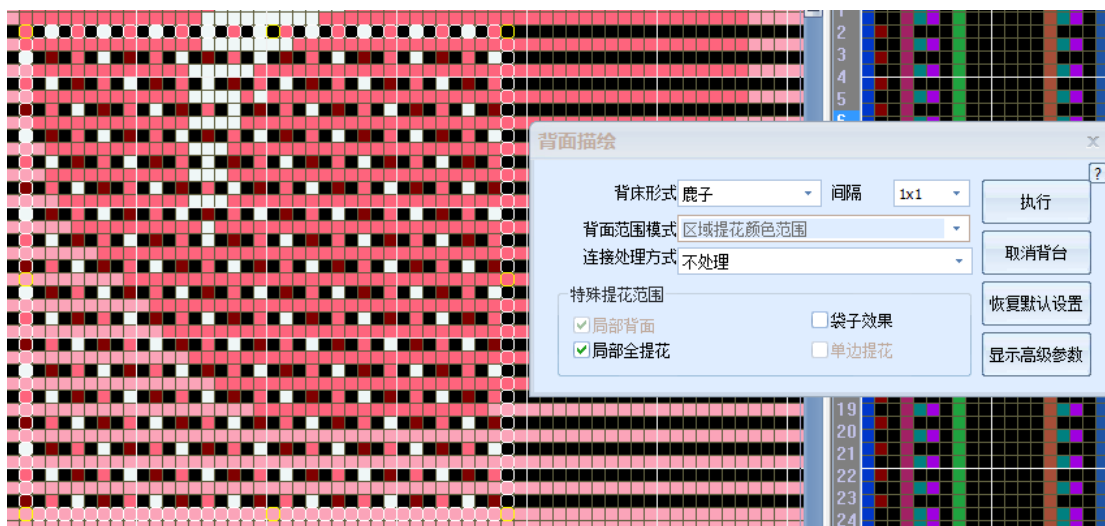 2
3
4
5
6
背面描绘
x
?
背床形式 鹿子 间隔 1x1
执行
背面范围模式 区域提花颜色范围
取消背台
连接处理方式 不处理
特殊提花范围
恢复默认设置
局部背面 袋子效果
局部全提花 单边提花
显示高级参数
19
20
21
22
23
24